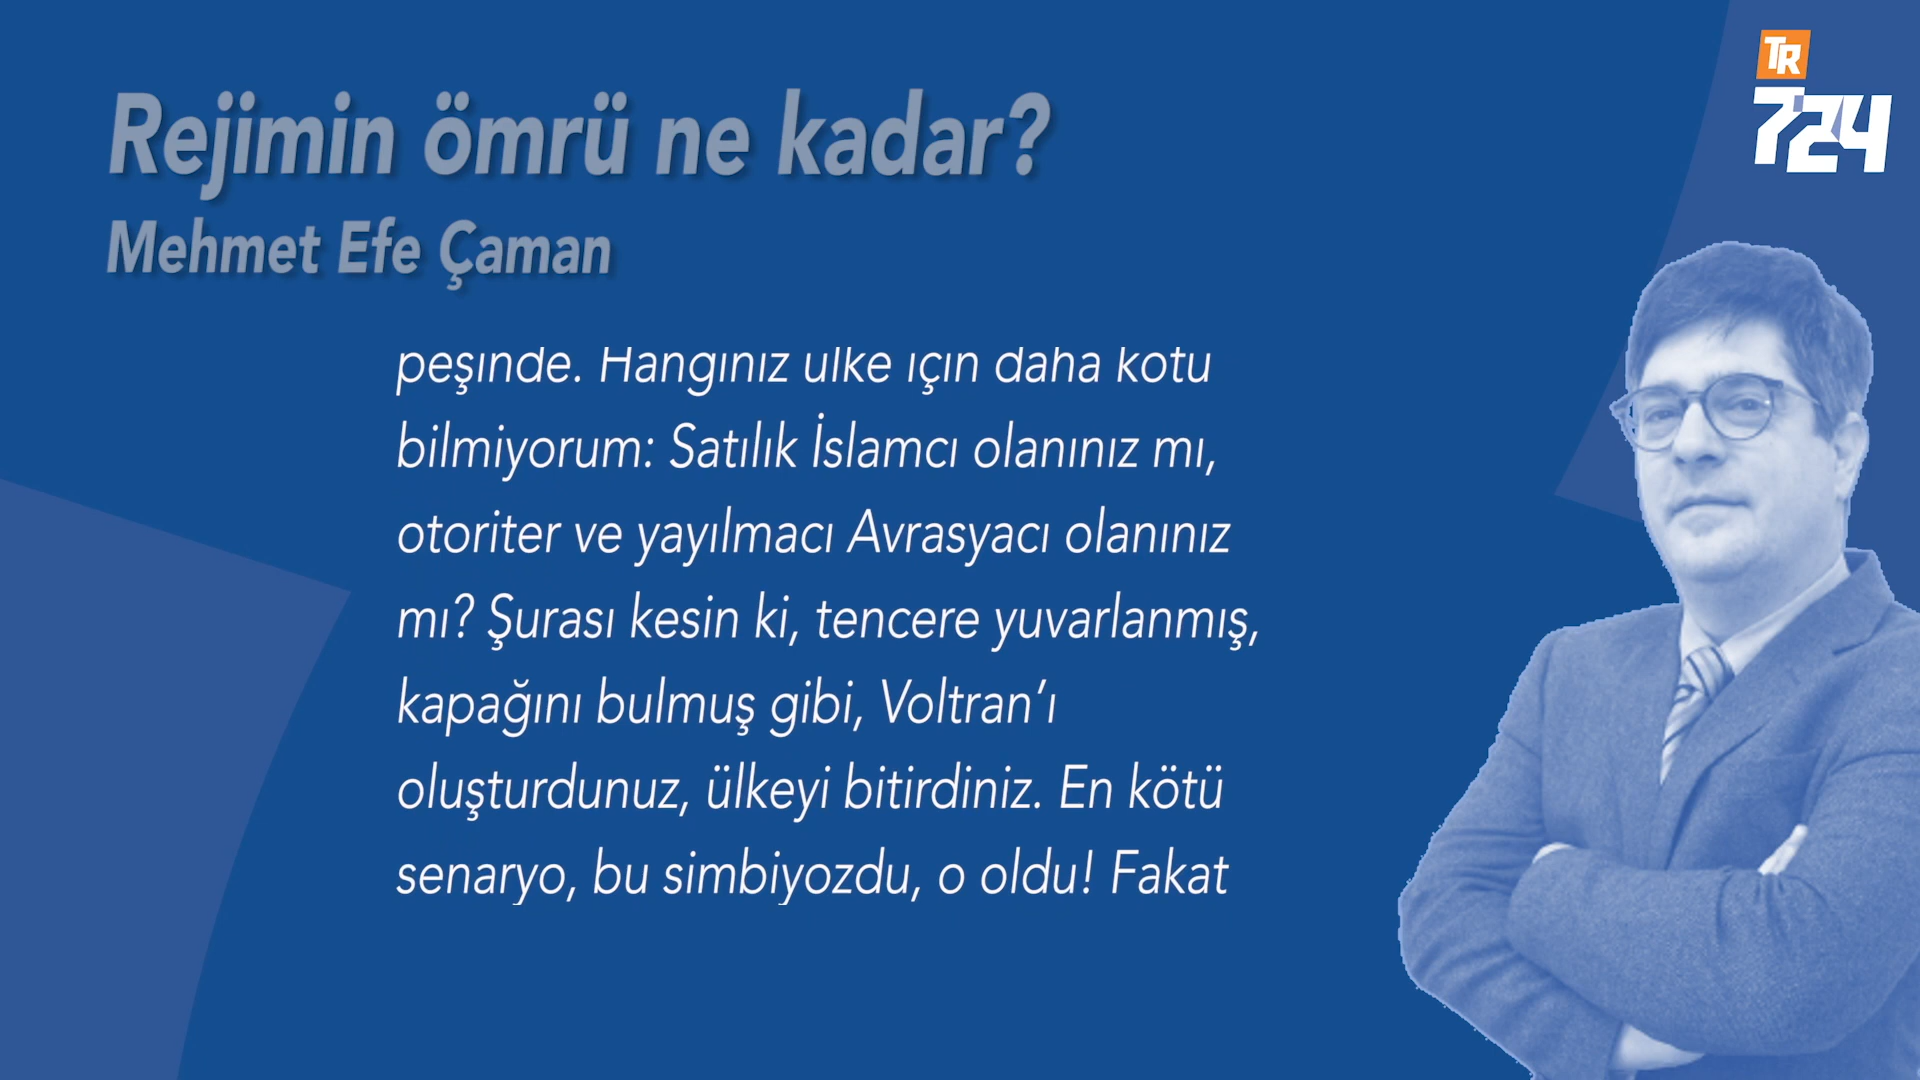 Rejimin ömrü ne kadar?
Mehmet Efe Çaman
TR
724
peşinde. Hanginiz ülke için daha kötü
bilmiyorum: Satılık İslamcı olanınız mı,
otoriter ve yayılmacı Avrasyacı olanınız
mı? Şurası kesin ki, tencere yuvarlanmış,
kapağını bulmuş gibi, Voltran’ı
oluşturdunuz, ülkeyi bitirdiniz. En kötü
senaryo, bu simbiyozdu, o oldu! Fakat